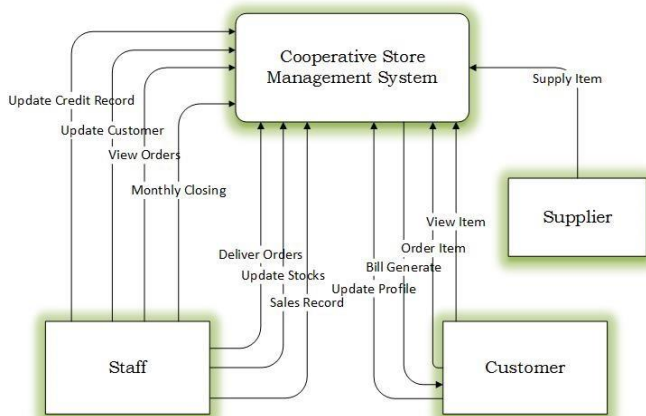 Cooperative Store
Management System
Supply Item
Update Credit Record
Update Customer
View Orders
Monthly Closing
Supplier
View Item
Order Item
Deliver Orders
Bill Generate
Update Stocks
Update Profile
Sales Record
Staff
Customer